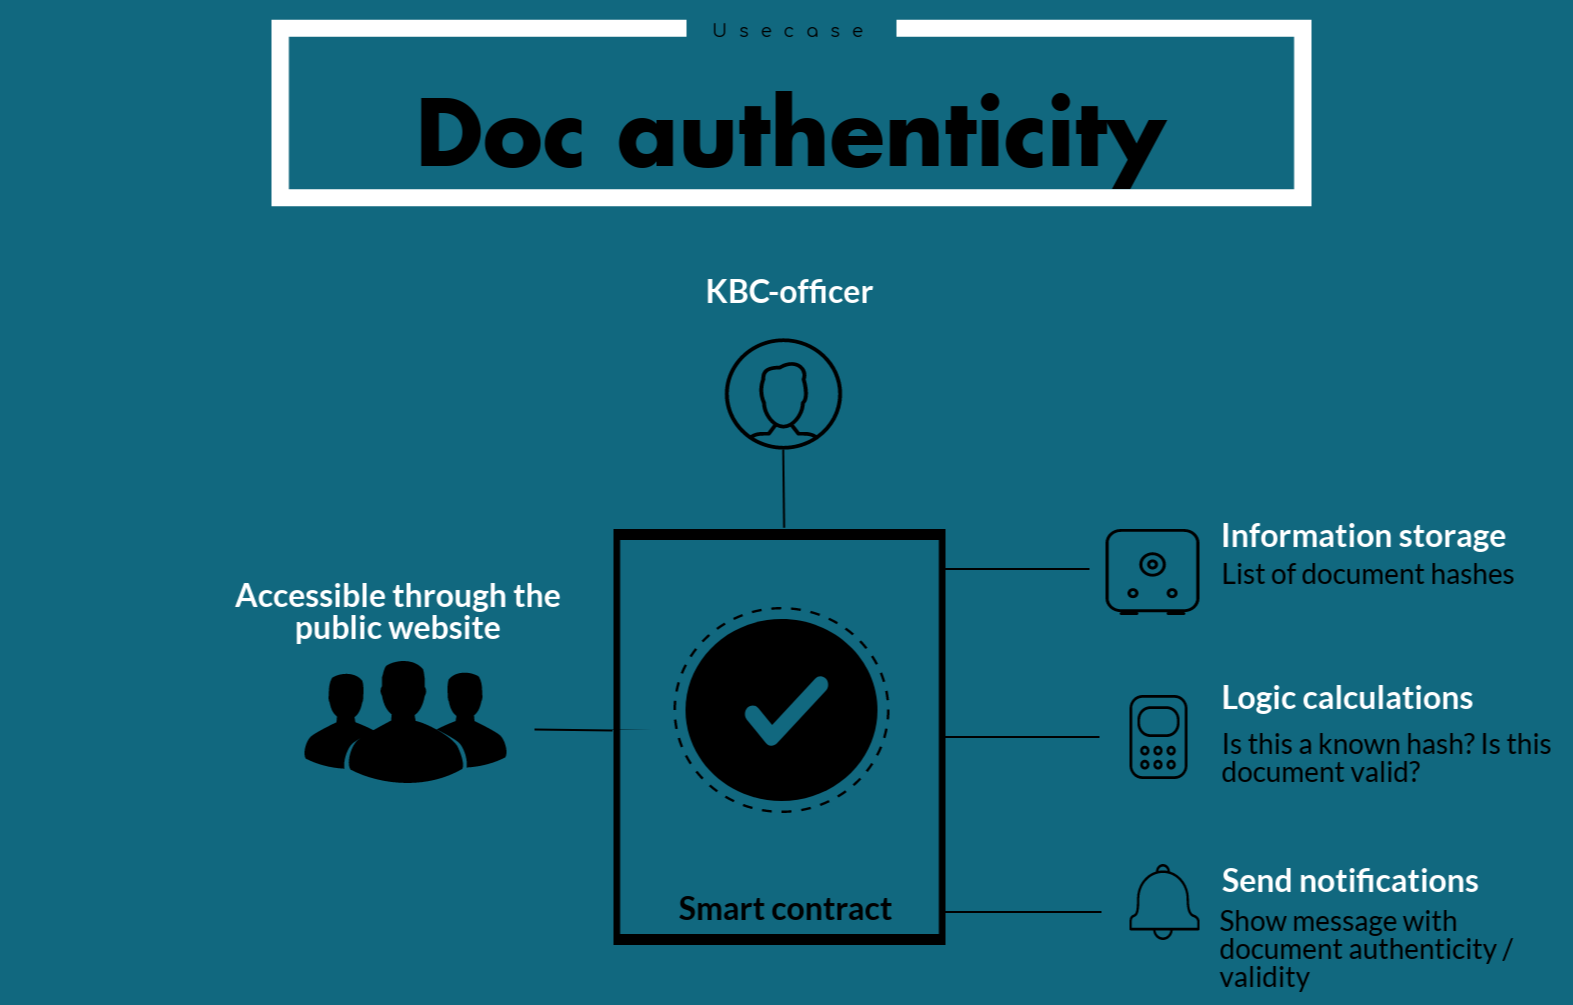 Usecase
Doc authenticity
KBC-officer
Accessible through the
public website
Smart contract
Information storage
List of document hashes
Logic calculations
Is this a known hash? Is this
document valid?
Send notifications
Show message with
document authenticity /
validity